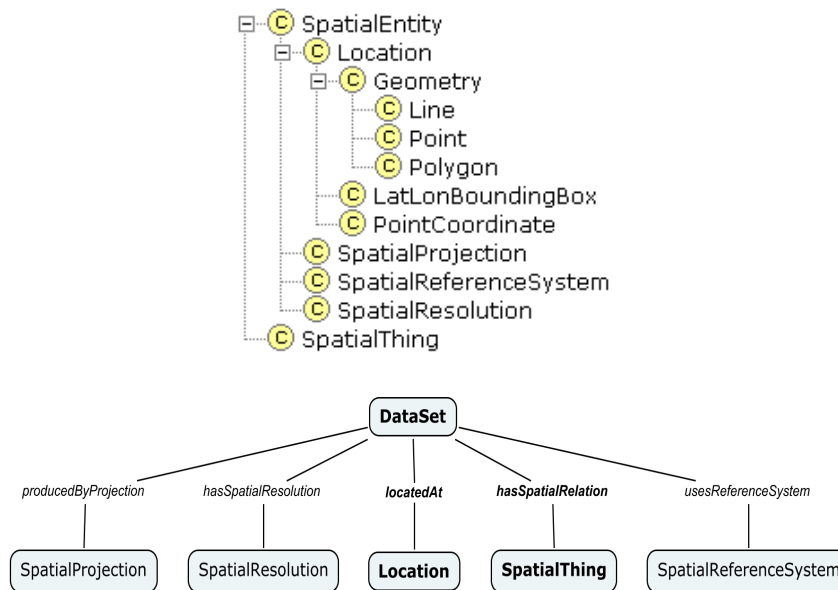 C SpatialEntity
C Location
C Geometry
C Line
C Point
C Polygon
C LatLonBoundingBox
C PointCoordinate
C SpatialProjection
C SpatialReferenceSystem
C SpatialResolution
C SpatialThing
DataSet
producedByProjection hasSpatialResolution locatedAt hasSpatialRelation usesReferenceSystem
SpatialProjection SpatialResolution Location SpatialThing SpatialReferenceSystem